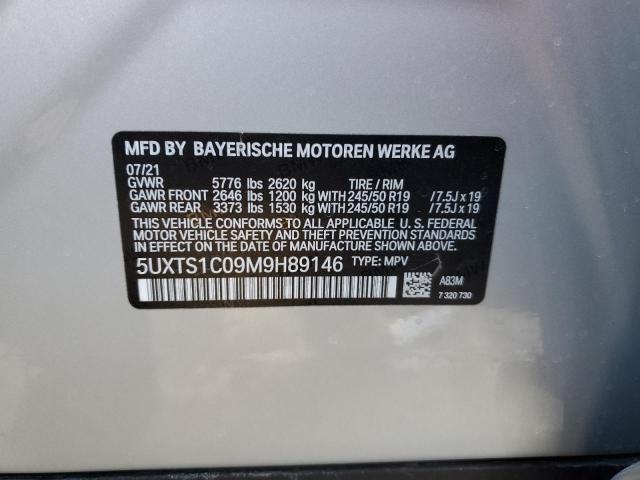 MFD BY BAYERISCHE MOTOREN WERKE AG
07/21
GVWR 5776 lbs 2620 kg TIRE / RIM
GAWR FRONT 2646 lbs 1200 kg WITH 245/50 R19 /7.5J x 19
GAWR REAR 3373 lbs 1530 kg WITH 245/50 R19 /7.5J x 19
THIS VEHICLE CONFORMS TO ALL APPLICABLE U. S. FEDERAL
MOTOR VEHICLE SAFETY, BUMPER, AND THEFT PREVENTION STANDARDS
IN EFFECT ON THE DATE OF MANUFACTURE SHOWN ABOVE.
5UXTS1C09M9H89146 TYPE: MPV
A83M
7 320 730